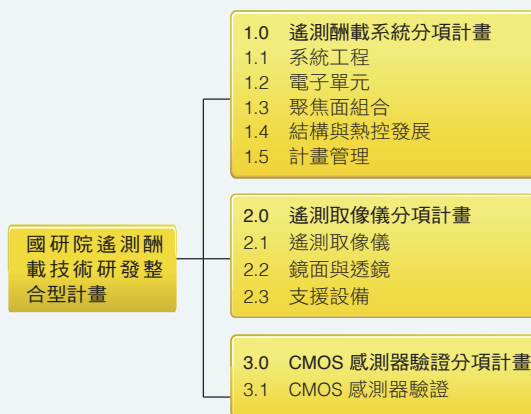 國研院遙測酬
載技術研發整
合型計畫
1.0 遙測酬載系統分項計畫
1.1 系統工程
1.2 電子單元
1.3 聚焦面組合
1.4 結構與熱控發展
1.5 計畫管理
2.0 遙測取像儀分項計畫
2.1 遙測取像儀
2.2 鏡面與透鏡
2.3 支援設備
3.0 CMOS 感測器驗證分項計畫
3.1 CMOS 感測器驗證